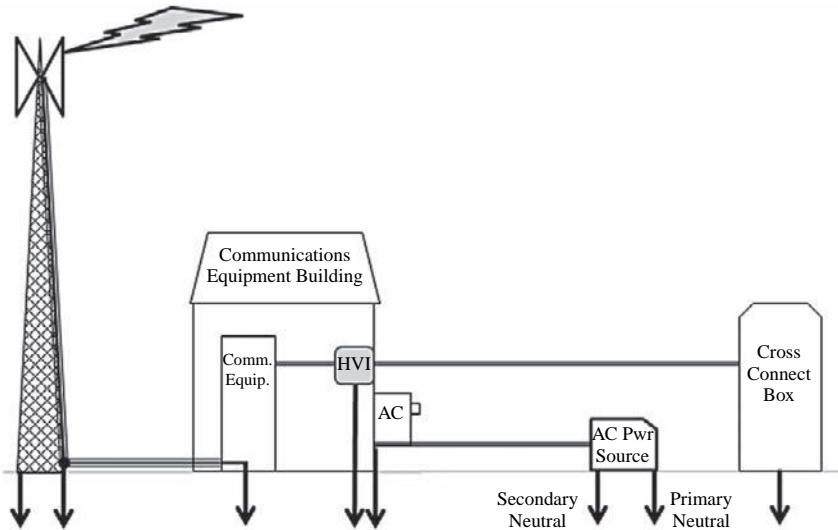 Communications
Equipment Building
Comm.
Equip.
HVI
AC
AC Pwr
Source
Cross
Connect
Box
Secondary
Neutral
Primary
Neutral